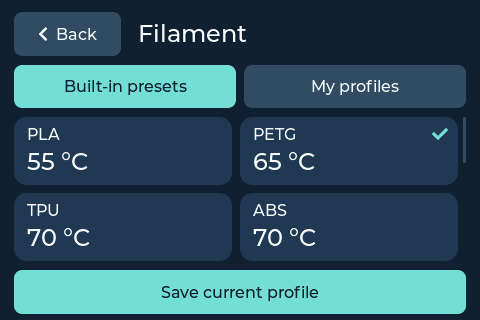 Back
Filament
Built-in presets
My profiles
PLA
55 °C
PETG
65 °C
TPU
70 °C
ABS
70 °C
Save current profile